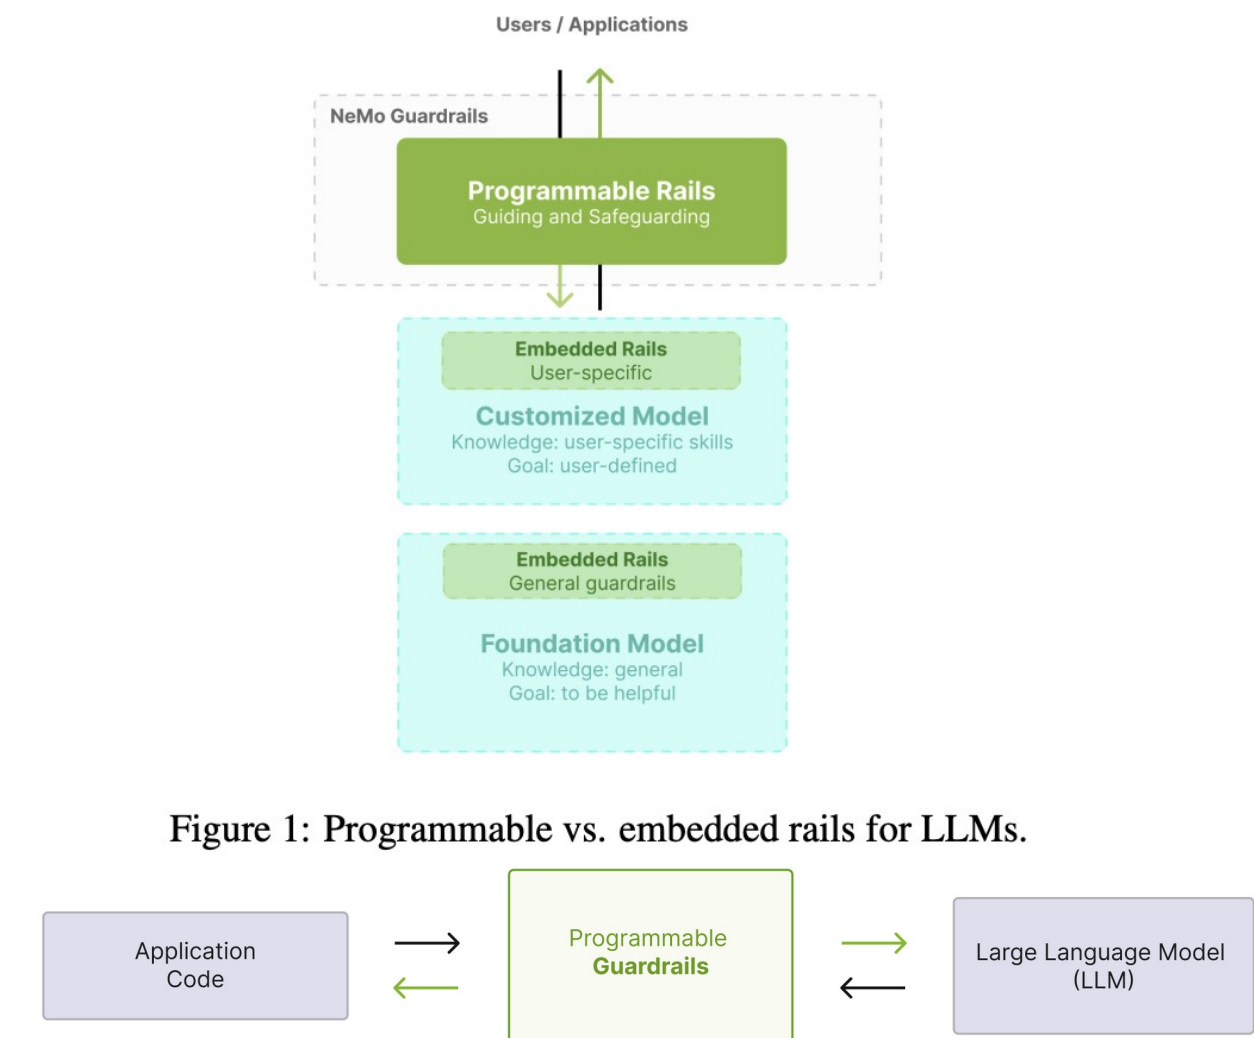 Users / Applications
NeMo Guardrails
Programmable Rails
Guiding and Safeguarding
Embedded Rails
User-specific
Customized Model
Knowledge: user-specific skills
Goal: user-defined
Embedded Rails
General guardrails
Foundation Model
Knowledge: general
Goal: to be helpful
Figure 1: Programmable vs. embedded rails for LLMs.
Application
Code
Programmable
Guardrails
Large Language Model
(LLM)